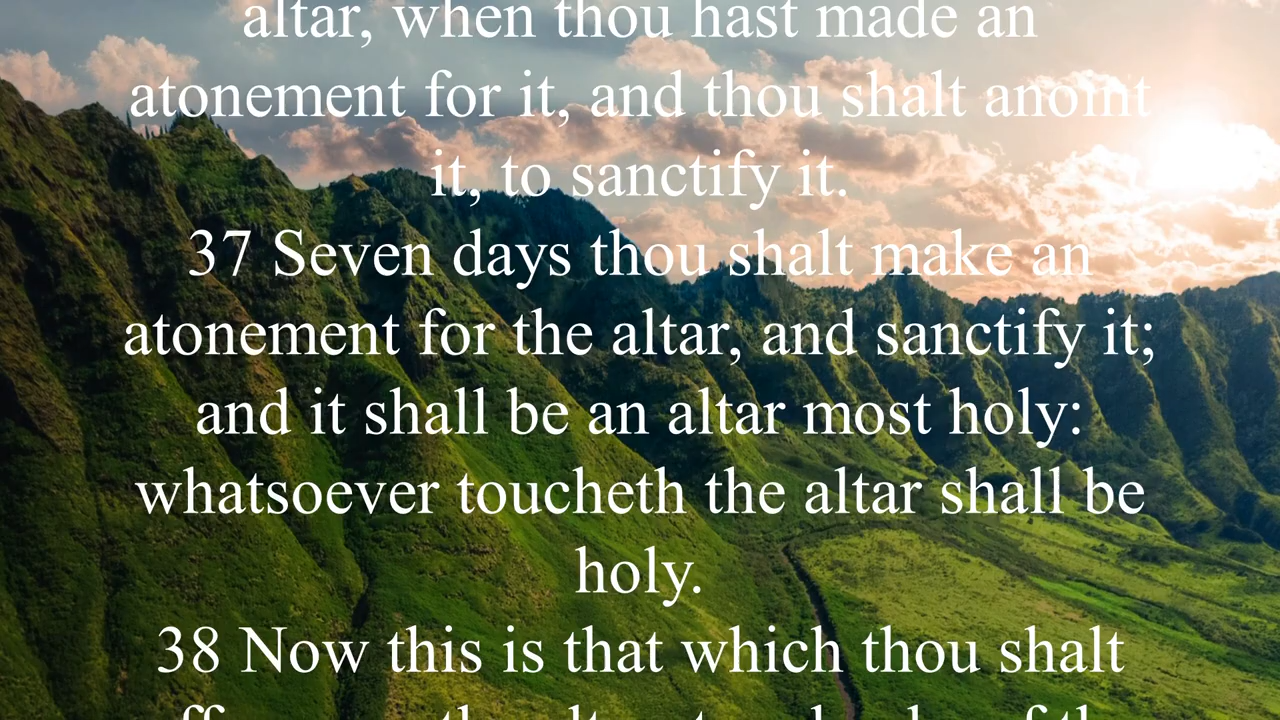 altar, when thou hast made an
atonement for it, and thou shalt anoint
it, to sanctify it.
37 Seven days thou shalt make an
atonement for the altar, and sanctify it;
and it shall be an altar most holy:
whatsoever toucheth the altar shall be
holy.
38 Now this is that which thou shalt